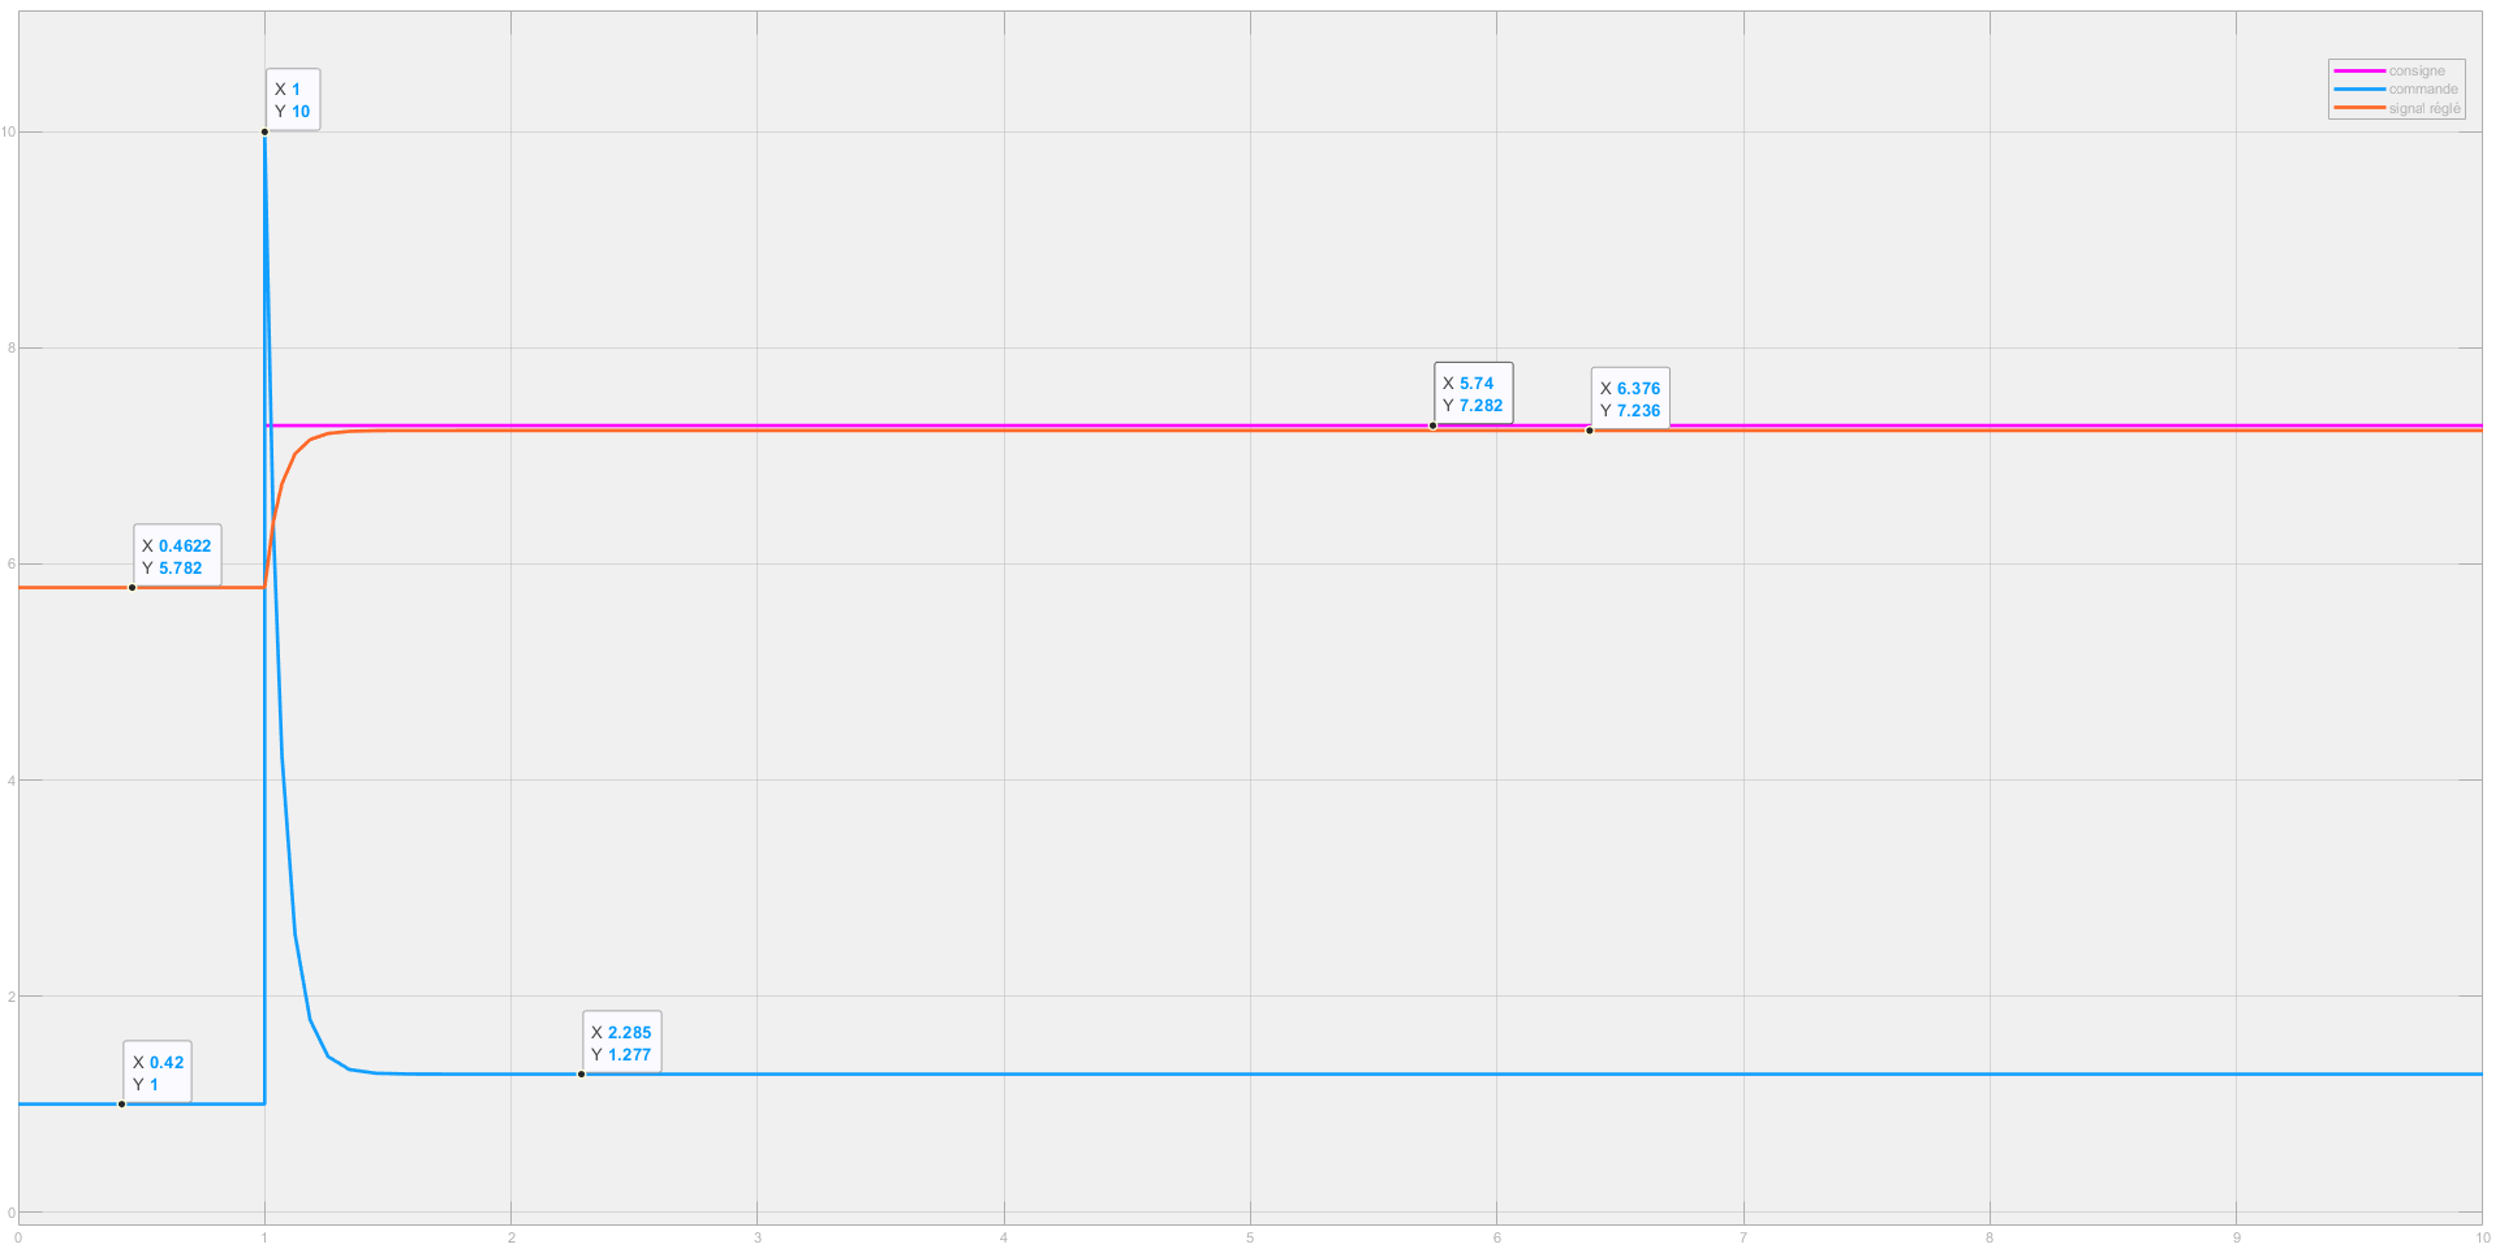 X 1
Y 10
consigne
commande
signal réglé
10
8
X 5.74
Y 7.282
X 6.376
Y 7.236
X 0.4622
Y 5.782
6
4
2
X 2.285
Y 1.277
X 0.42
Y 1
0
0 1 2 3 4 5 6 7 8 9 10